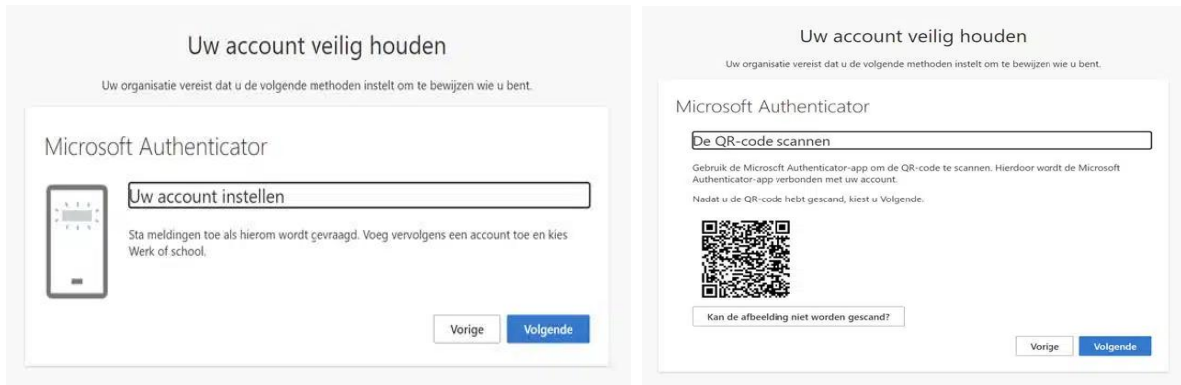 Uw account veilig houden
Uw organisatie vereist dat u de volgende methoden instelt om te bewijzen wie u bent.
Microsoft Authenticator
Uw account instellen
Sta meldingen toe als hierom wordt gevraagd. Voeg vervolgens een account toe en kies
Werk of school.
Vorige
Volgende
Uw account veilig houden
Uw organisatie vereist dat u de volgende methoden instelt om te bewijzen wie u bent.
Microsoft Authenticator
De QR-code scannen
Gebruik de Microsoft Authenticator-app om de QR-code te scannen. Hierdoor wordt de Microsoft
Authenticator-app verbonden met uw account.
Nadat u de QR-code hebt gescand, kiest u Volgende.
Kan de afbeelding niet worden gescand?
Vorige
Volgende